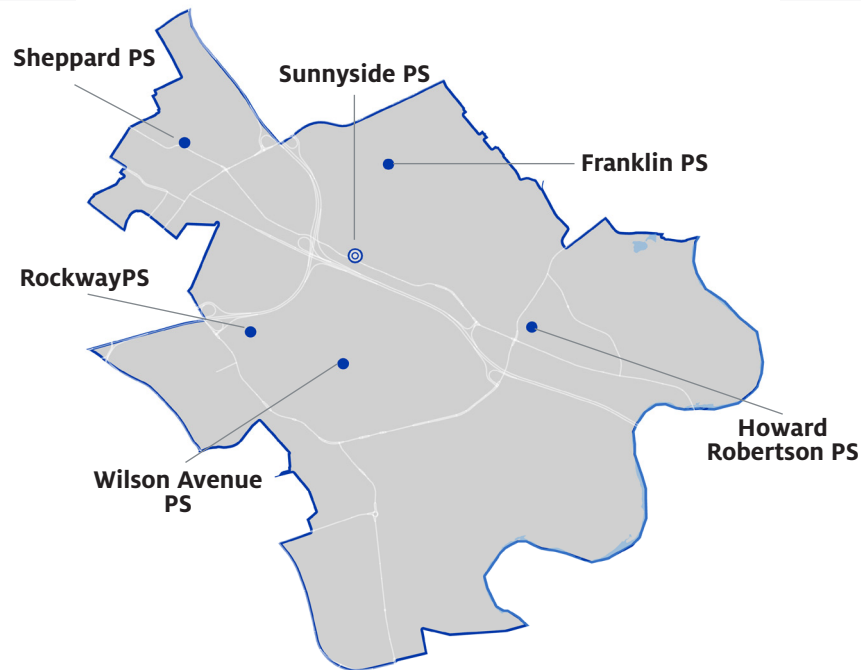 Sheppard PS
Sunnyside PS
Franklin PS
RockwayPS
Howard
Robertson PS
Wilson Avenue
PS